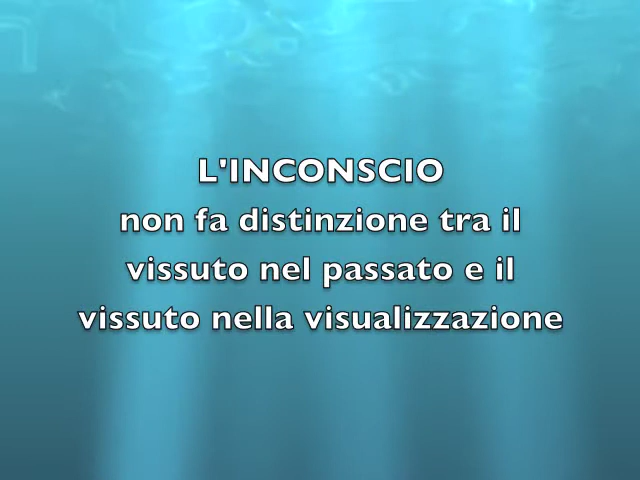 L'INCONSCIO
non fa distinzione tra il
vissuto nel passato e il
vissuto nella visualizzazione